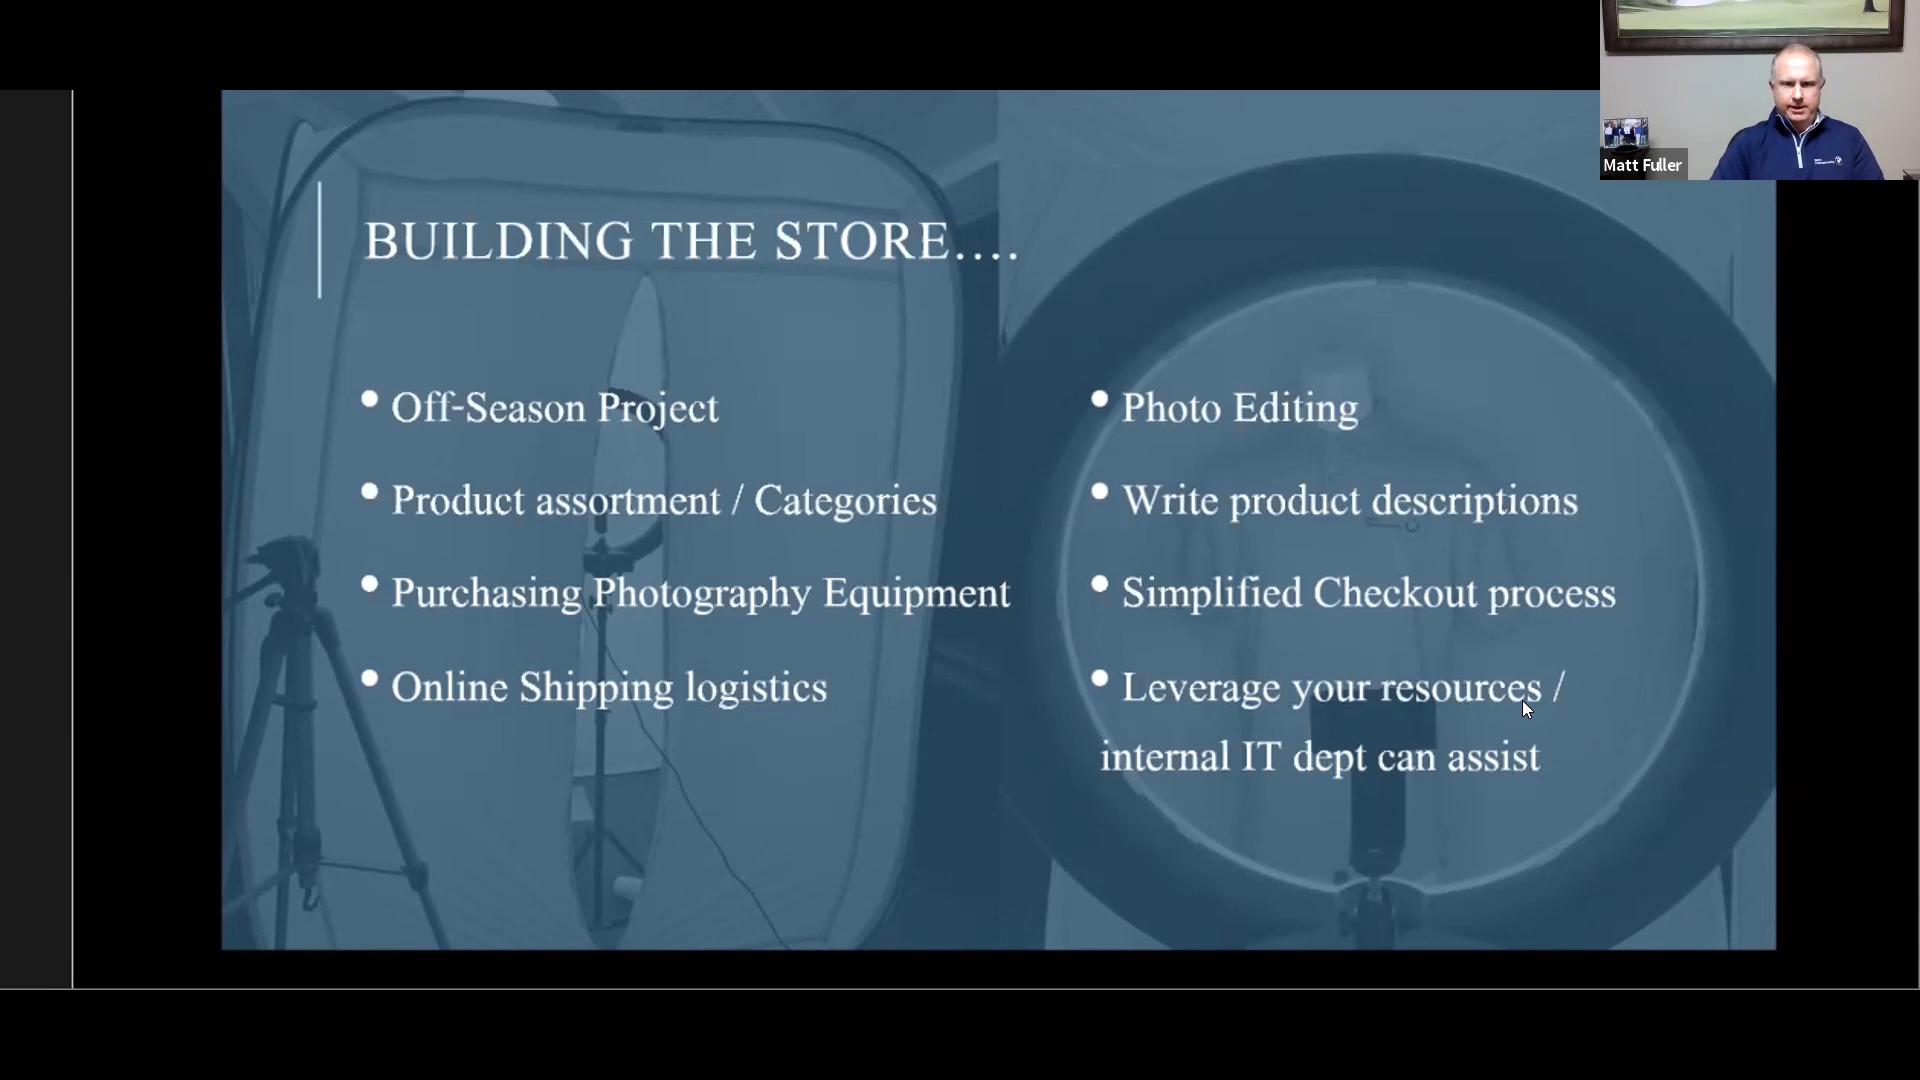 Matt Fuller
BUILDING THE STORE....
• Off-Season Project
• Product assortment / Categories
• Purchasing Photography Equipment
• Online Shipping logistics
• Photo Editing
• Write product descriptions
• Simplified Checkout process
• Leverage your resources /
internal IT dept can assist